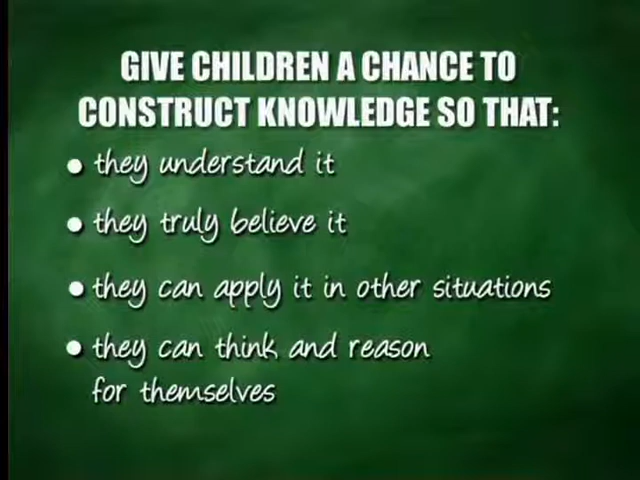 GIVE CHILDREN A CHANCE TO
CONSTRUCT KNOWLEDGE SO THAT:
• they understand it
• they truly believe it
• they can apply it in other situations
• they can think and reason
for themselves